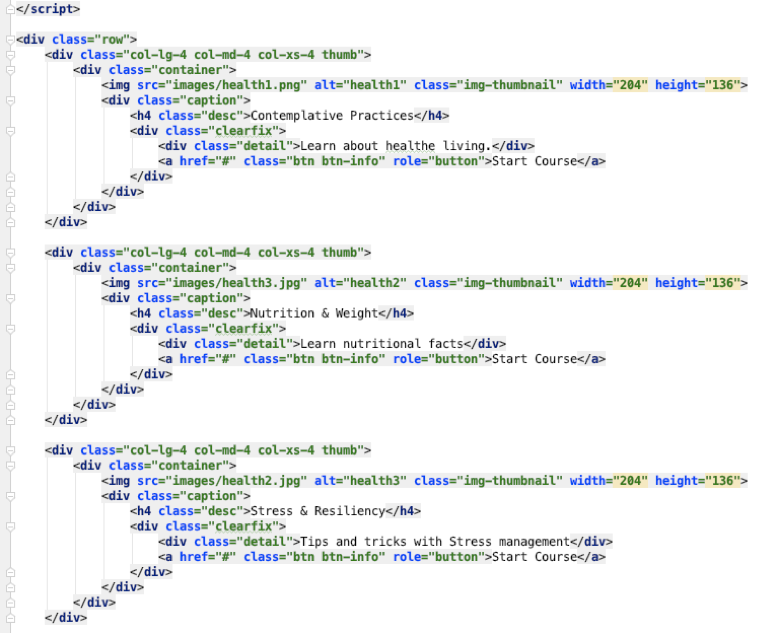 </script>
<div class="row">
<div class="col-lg-4 col-md-4 col-xs-4 thumb">
<div class="container">
<img src="images/health1.png" alt="health1" class="img-thumbnail" width="204" height="136">
<div class="caption">
<h4 class="desc">Contemplative Practices</h4>
<div class="clearfix">
<div class="detail">Learn about healthe living.</div>
<a href="#" class="btn btn-info" role="button">Start Course</a>
</div>
</div>
</div>
</div>
<div class="col-lg-4 col-md-4 col-xs-4 thumb">
<div class="container">
<img src="images/health3.jpg" alt="health2" class="img-thumbnail" width="204" height="136">
<div class="caption">
<h4 class="desc">Nutrition & Weight</h4>
<div class="clearfix">
<div class="detail">Learn nutritional facts</div>
<a href="#" class="btn btn-info" role="button">Start Course</a>
</div>
</div>
</div>
</div>
<div class="col-lg-4 col-md-4 col-xs-4 thumb">
<div class="container">
<img src="images/health2.jpg" alt="health3" class="img-thumbnail" width="204" height="136">
<div class="caption">
<h4 class="desc">Stress & Resiliency</h4>
<div class="clearfix">
<div class="detail">Tips and tricks with Stress management</div>
<a href="#" class="btn btn-info" role="button">Start Course</a>
</div>
</div>
</div>
</div>